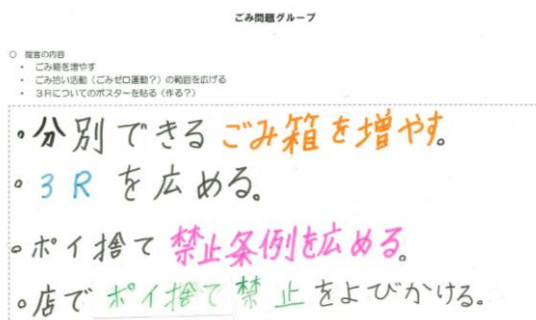 ごみ問題グループ
○ 提言の内容
・ ごみ箱を増やす
・ ごみ拾い活動（ごみゼロ運動？）の範囲を広げる
・ 3Rについてのポスターを貼る（作る？）
・分別できるごみ箱を増やす。
・3Rを広める。
・ポイ捨て禁止条例を広める。
・店でポイ捨て禁止をよびかける。